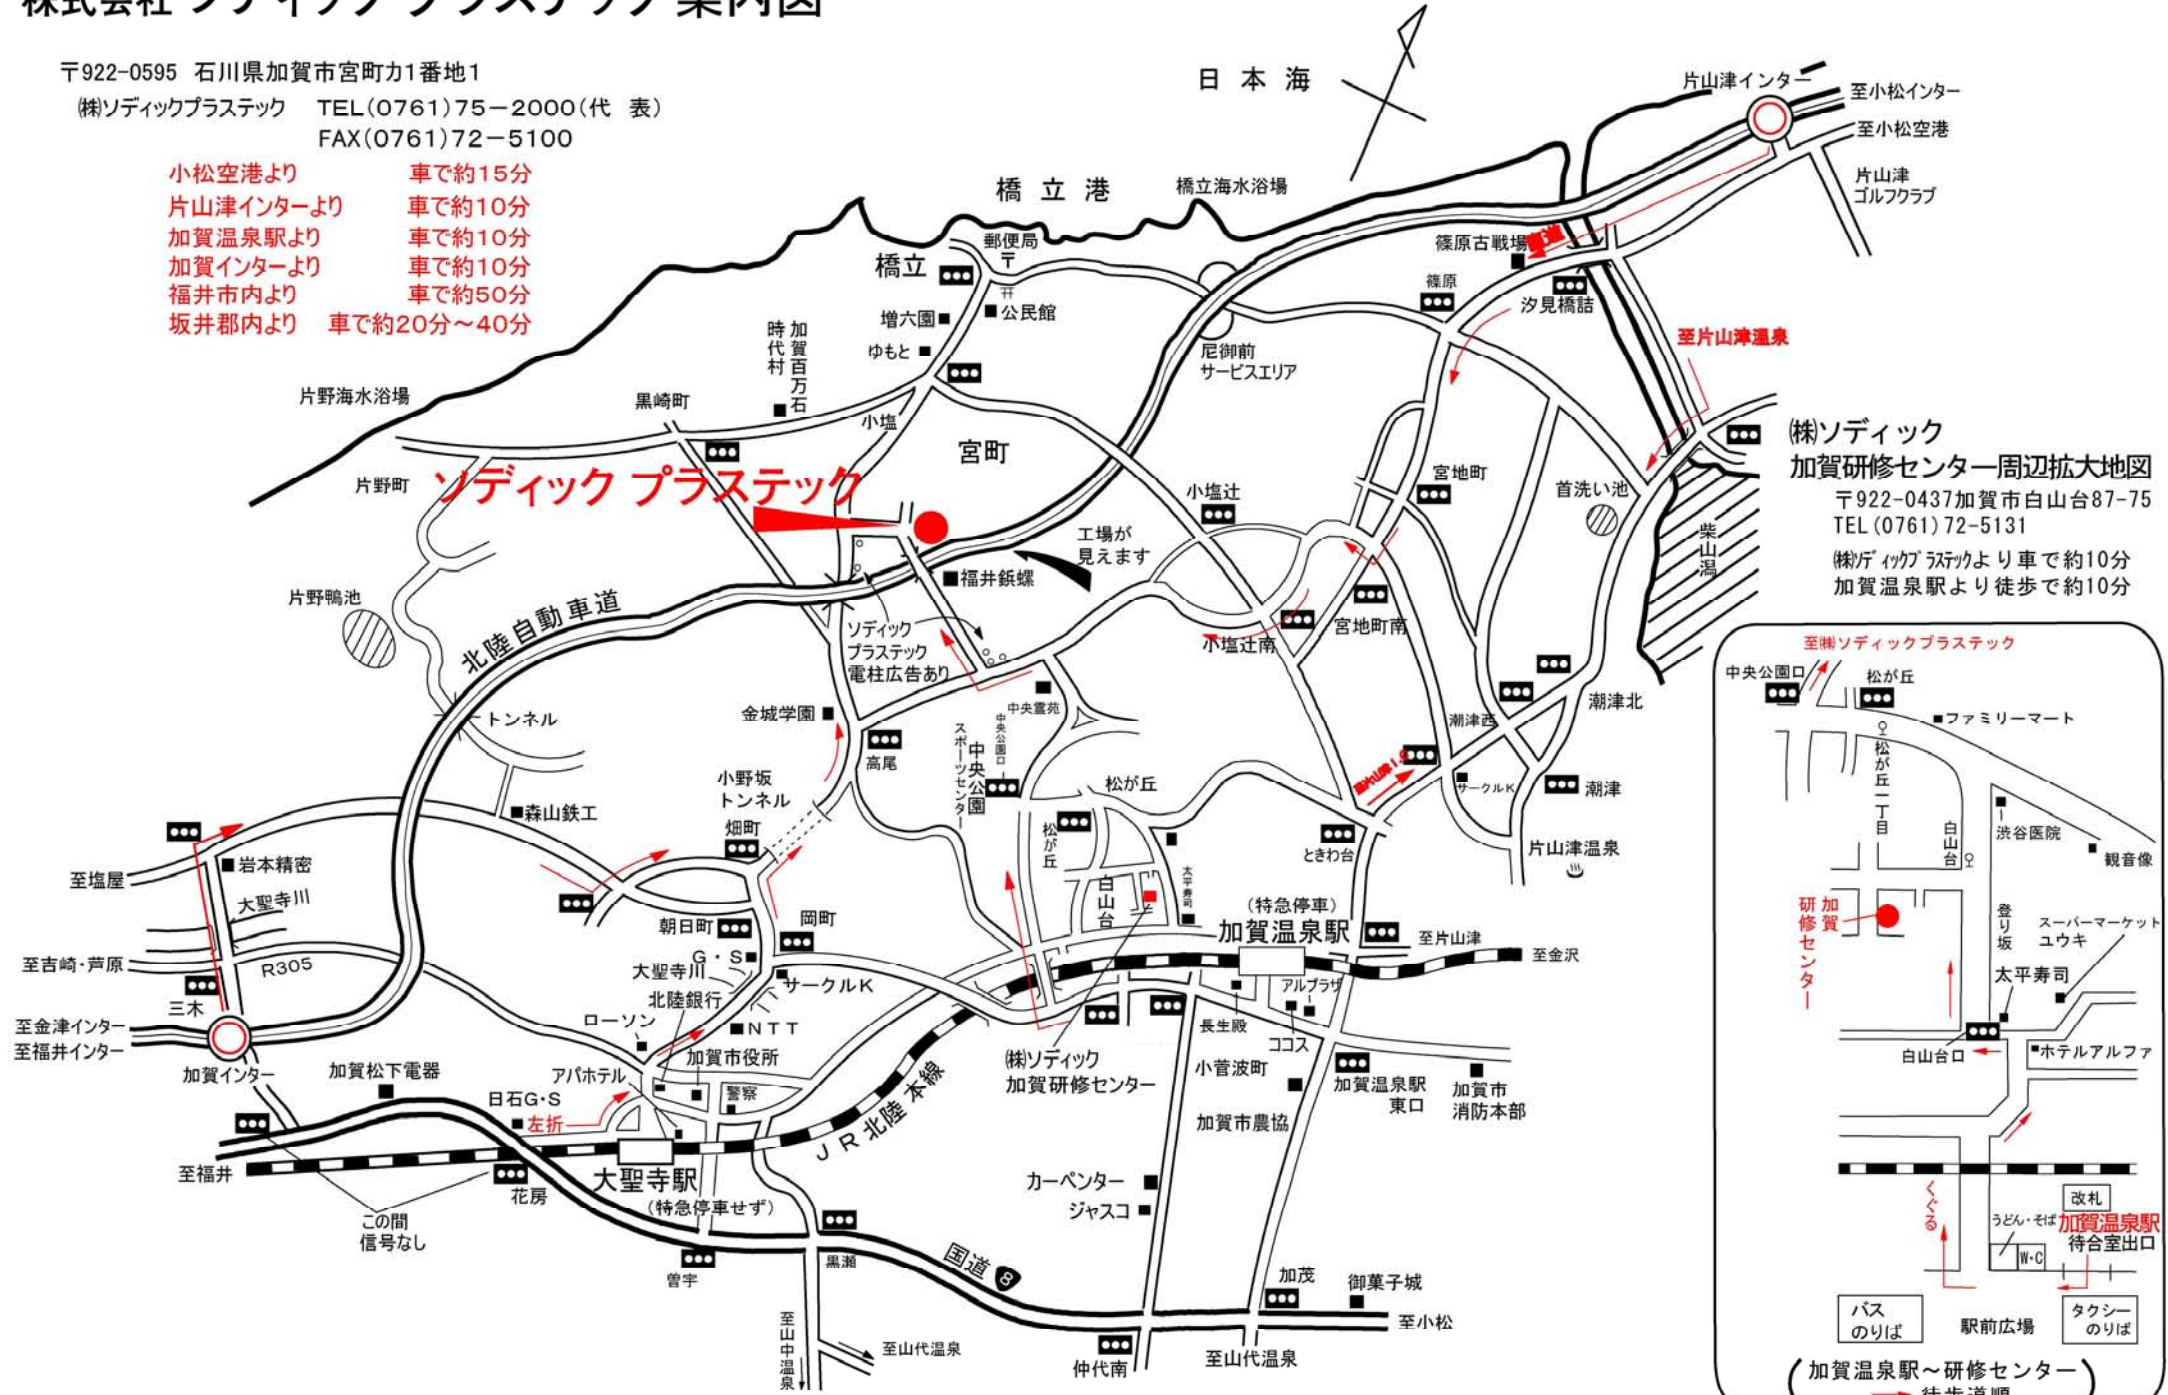 株式会社 ソディック プラステック 案内図
〒922-0595 石川県加賀市宮町カ1番地1
㈱ソディックプラステック TEL(0761)75－2000(代 表)
FAX(0761)72－5100
小松空港より 車で約15分
片山津インターより 車で約10分
加賀温泉駅より 車で約10分
加賀インターより 車で約10分
福井市内より 車で約50分
坂井郡内より 車で約20分～40分
日本海
片山津インター
至小松インター
至小松空港
片山津
ゴルフクラブ
橋立港
橋立海水浴場
郵便局
〒
橋立
公民館
増六園
ゆもと
加賀百万石
時代村
篠原古戦場
篠原
汐見橋詰
至片山津温泉
尼御前
サービスエリア
片野海水浴場
黒崎町
小塩
宮町
片野町
ソディック プラステック
小塩辻
宮地町
首洗い池
柴山潟
工場が
見えます
福井鋲螺
片野鴨池
北陸自動車道
ソディック
プラステック
電柱広告あり
小塩辻南
宮地町南
トンネル
金城学園
高尾
中央霊苑
中央公園口
中央公園
スポーツセンター
潮津西
潮津北
サークルK
潮津
小野坂
トンネル
畑町
森山鉄工
松が丘
松が丘
ときわ台
片山津温泉
岩本精密
至塩屋
大聖寺川
白山台
太平寿司
(特急停車)
加賀温泉駅
至片山津
至金沢
朝日町
岡町
G・S
大聖寺川
サークルK
北陸銀行
至吉崎・芦原
R305
三木
ローソン
NTT
アルプラザ
長生殿
ココス
至金津インター
至福井インター
加賀インター
加賀松下電器
アパホテル
加賀市役所
警察
日石G・S
左折
JR北陸本線
㈱ソディック
加賀研修センター
小菅波町
加賀温泉駅
東口
加賀市
消防本部
加賀市農協
至福井
花房
大聖寺駅
(特急停車せず)
カーペンター
ジャスコ
この間
信号なし
曽宇
黒瀬
国道8
加茂
御菓子城
至小松
至山中温泉
至山代温泉
仲代南
至山代温泉
㈱ソディック
加賀研修センター周辺拡大地図
〒922-0437加賀市白山台87-75
TEL(0761)72-5131
㈱ソディックプラステックより車で約10分
加賀温泉駅より徒歩で約10分
至㈱ソディックプラステック
中央公園口
松が丘
ファミリーマート
松が丘一丁目
白山台
渋谷医院
観音像
加賀
研修センター
登り坂
スーパーマーケット
ユウキ
太平寿司
白山台口
ホテルアルファ
くぐる
改札
うどん・そば
加賀温泉駅
待合室出口
W・C
バス
のりば
駅前広場
タクシー
のりば
加賀温泉駅～研修センター
徒歩道順